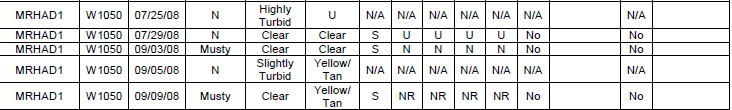 MRHAD1 W1050 07/25/08 N Highly Turbid U N/A N/A N/A N/A N/A N/A N/A
MRHAD1 W1050 07/29/08 N Clear Clear S U U U U No No
MRHAD1 W1050 09/03/08 Musty Clear Clear S N N N N No No
MRHAD1 W1050 09/05/08 N Slightly Turbid Yellow/ Tan N/A N/A N/A N/A N/A N/A N/A
MRHAD1 W1050 09/09/08 Musty Clear Yellow/ Tan S NR NR NR NR No No